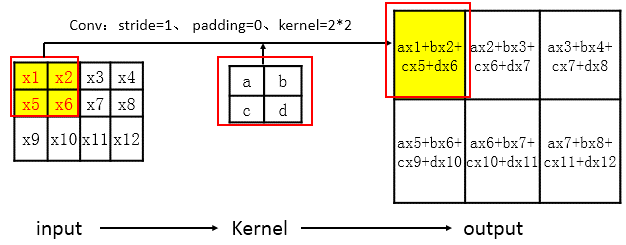 Conv：stride=1、 padding=0、kernel=2*2
x1 x2 x3 x4
x5 x6 x7 x8
x9 x10 x11 x12
a b
c d
ax1+bx2+ ax2+bx3+ ax3+bx4+
cx5+dx6 cx6+dx7 cx7+dx8
ax5+bx6+ ax6+bx7+ ax7+bx8+
cx9+dx10 cx10+dx11 cx11+dx12
input Kernel output